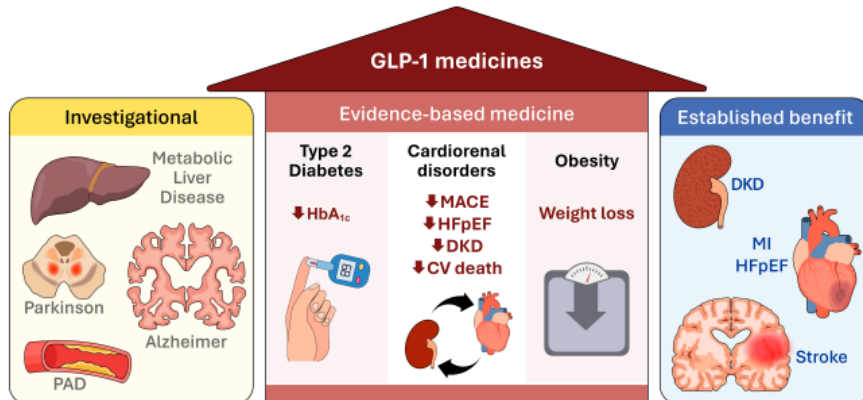 GLP-1 medicines
Investigational
Metabolic
Liver
Disease
Parkinson
Alzheimer
PAD
Evidence-based medicine
Type 2
Diabetes
⬇HbA₁c
Cardiorenal
disorders
⬇MACE
⬇HFpEF
⬇DKD
⬇CV death
Obesity
Weight loss
Established benefit
DKD
MI
HFpEF
Stroke